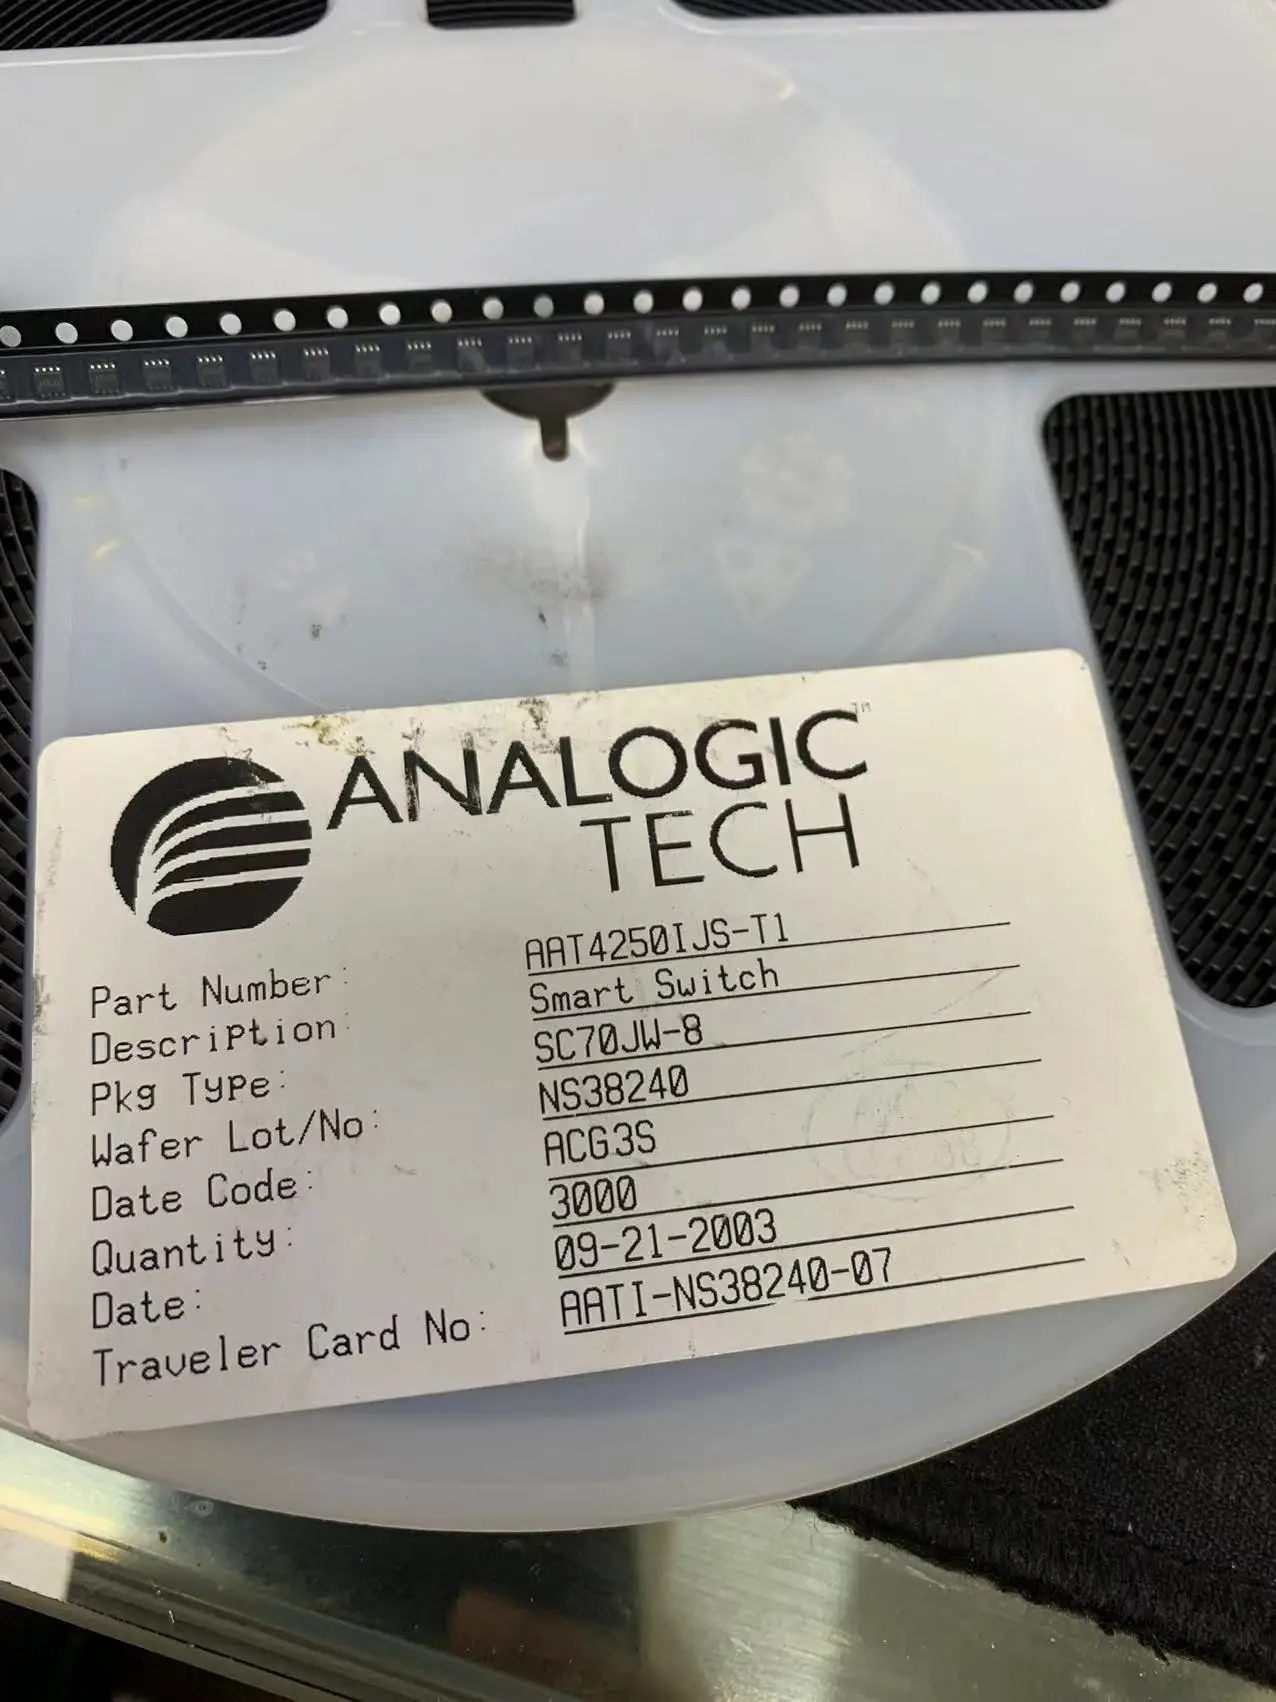 ANALOGIC™
TECH
Part Number: AAT4250IJS-T1
Description: Smart Switch
Pkg Type: SC70JW-8
Wafer Lot/No: NS38240
Date Code: ACG3S
Quantity: 3000
Date: 09-21-2003
Traveler Card No: AATI-NS38240-07